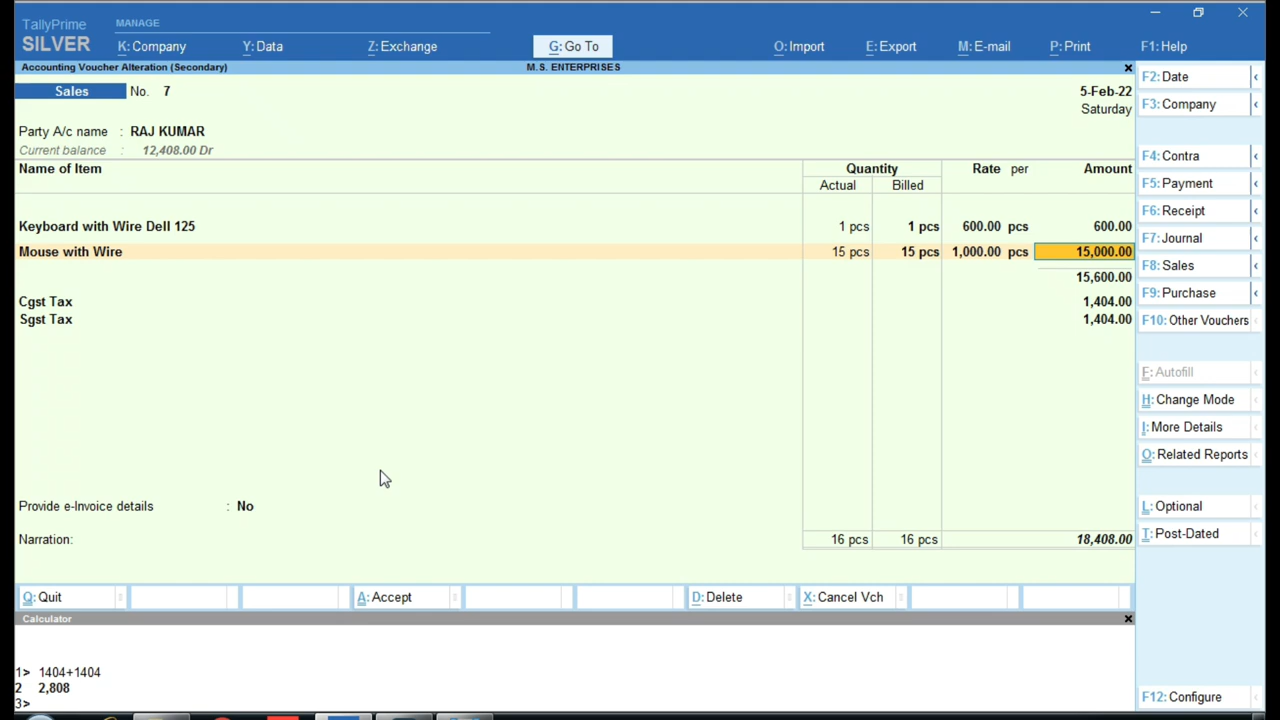 TallyPrime MANAGE
SILVER K: Company Y: Data Z: Exchange G: Go To O: Import E: Export M: E-mail P: Print F1: Help
Accounting Voucher Alteration (Secondary) M.S. ENTERPRISES
Sales No. 7 5-Feb-22
Saturday
Party A/c name : RAJ KUMAR
Current balance : 12,408.00 Dr
Name of Item Quantity Rate per Amount
Actual Billed
Keyboard with Wire Dell 125 1 pcs 1 pcs 600.00 pcs 600.00
Mouse with Wire 15 pcs 15 pcs 1,000.00 pcs 15,000.00
15,600.00
Cgst Tax 1,404.00
Sgst Tax 1,404.00
Provide e-Invoice details : No
Narration: 16 pcs 16 pcs 18,408.00
Q: Quit A: Accept D: Delete X: Cancel Vch
Calculator
1> 1404+1404
2 2,808
3>
F2: Date
F3: Company
F4: Contra
F5: Payment
F6: Receipt
F7: Journal
F8: Sales
F9: Purchase
F10: Other Vouchers
F: Autofill
H: Change Mode
I: More Details
O: Related Reports
L: Optional
T: Post-Dated
F12: Configure